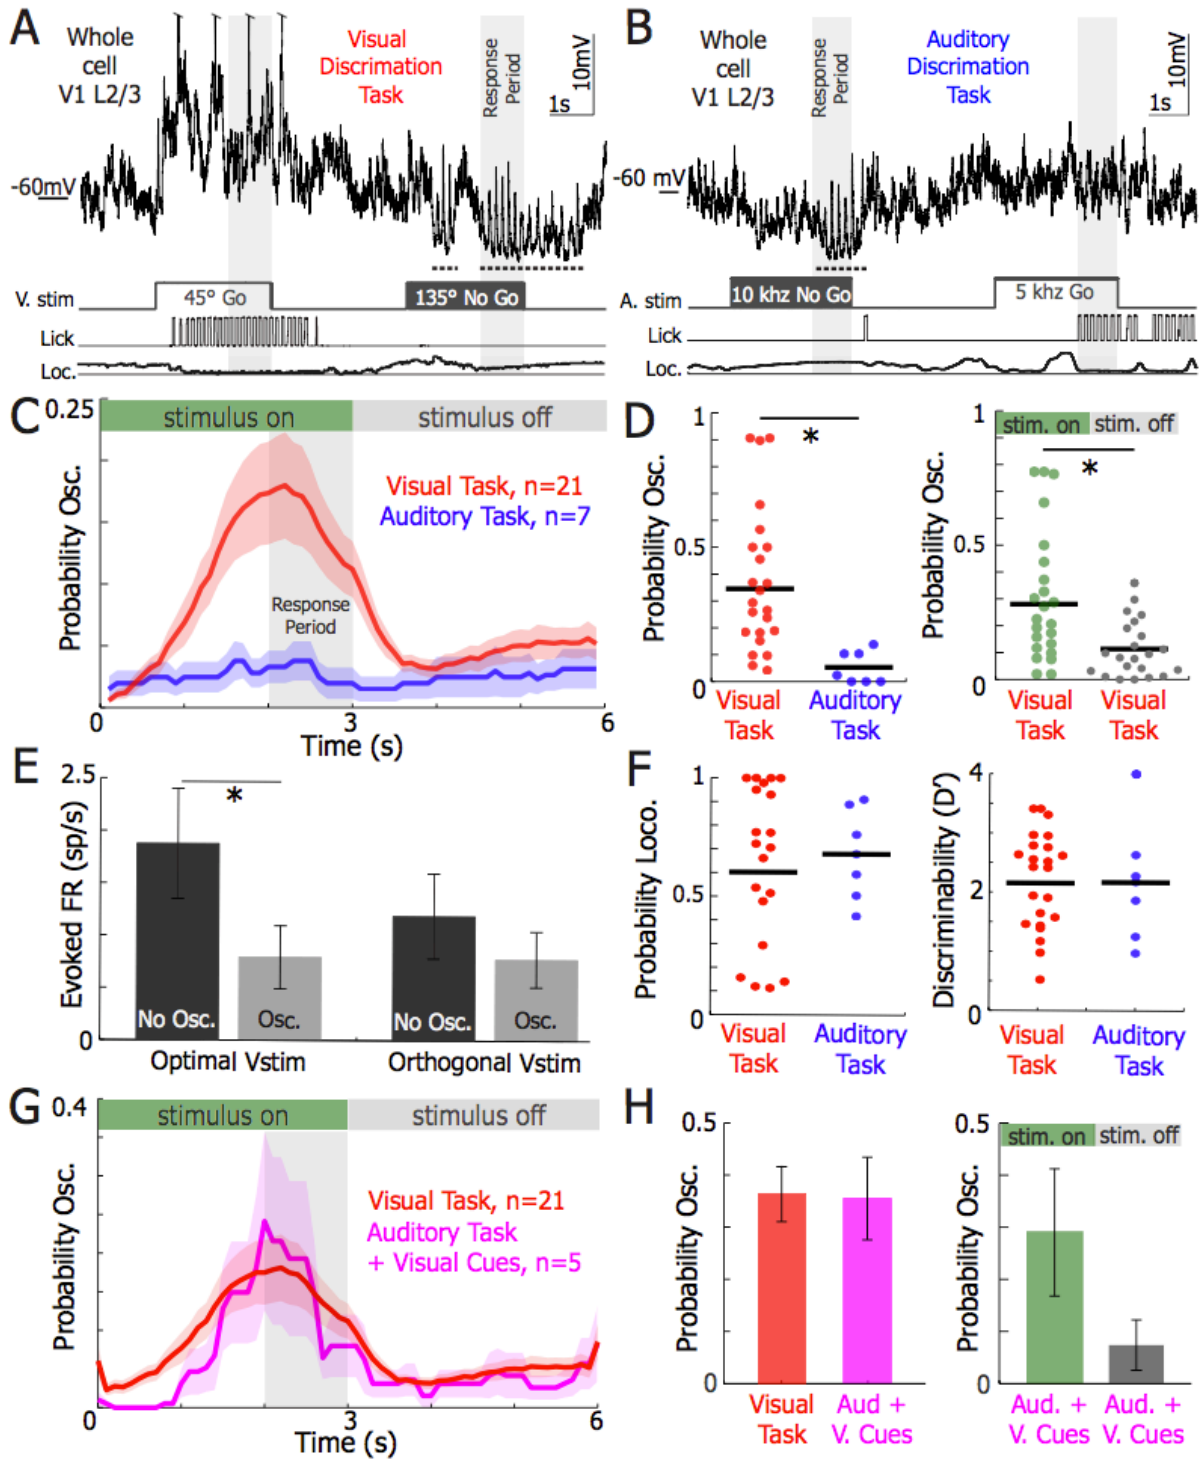 A
Whole
cell
V1 L2/3
Visual
Discrimation
Task
Response
Period
10mV
1s
-60mV
V. stim
45° Go
135° No Go
Lick
Loc.
B
Whole
cell
V1 L2/3
Response
Period
Auditory
Discrimation
Task
10mV
1s
-60 mV
A. stim
10 khz No Go
5 khz Go
Lick
Loc.
C
0.25
stimulus on
stimulus off
Probability Osc.
Visual Task, n=21
Auditory Task, n=7
Response
Period
0
3
6
Time (s)
D
1
0.5
0
Probability Osc.
*
Visual
Task
Auditory
Task
1
0.5
0
Probability Osc.
stim. on
stim. off
*
Visual
Task
Visual
Task
E
2.5
0
Evoked FR (sp/s)
*
No Osc.
Osc.
No Osc.
Osc.
Optimal Vstim
Orthogonal Vstim
F
1
0.5
0
Probability Loco.
Visual
Task
Auditory
Task
4
2
0
Discriminability (D')
Visual
Task
Auditory
Task
G
0.4
stimulus on
stimulus off
Probability Osc.
Visual Task, n=21
Auditory Task
+ Visual Cues, n=5
0
3
6
Time (s)
H
0.5
0
Probability Osc.
Visual
Task
Aud +
V. Cues
0.5
0
Probability Osc.
stim. on
stim. off
Aud. +
V. Cues
Aud. +
V. Cues